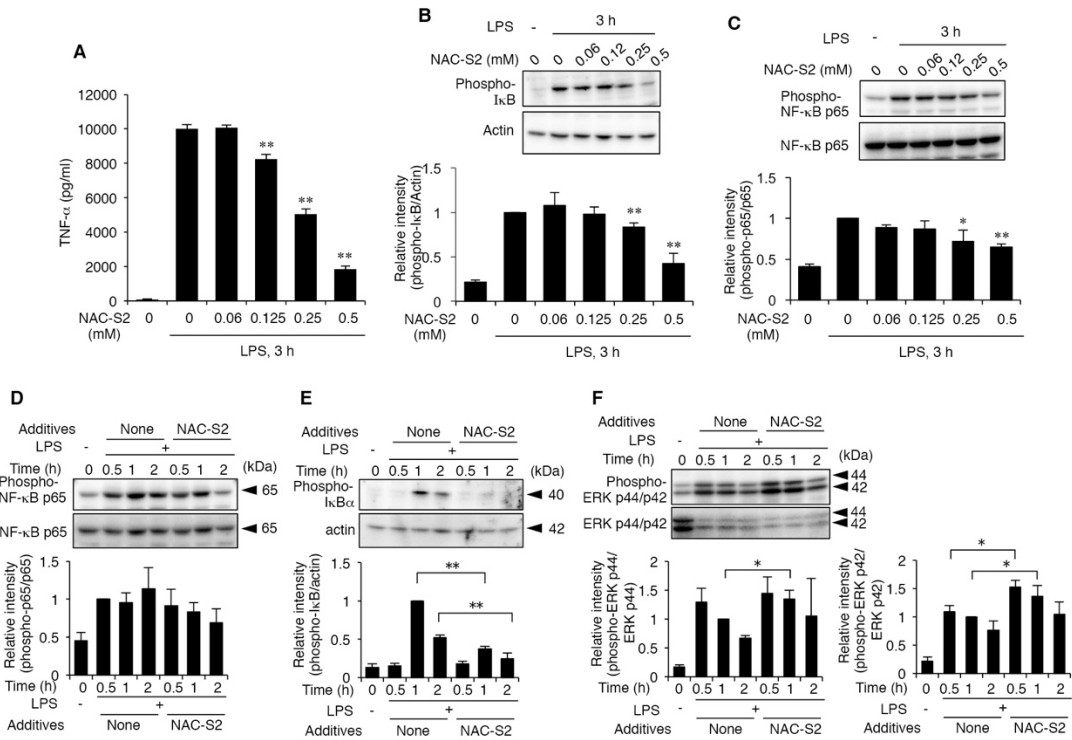 A
TNF-α (pg/ml)
12000
10000
8000
6000
4000
2000
0
**
**
**
NAC-S2 (mM)
0 0 0.06 0.125 0.25 0.5
LPS, 3 h
B
LPS - 3 h
NAC-S2 (mM) 0 0 0.06 0.12 0.25 0.5
Phospho-
IκB
Actin
Relative intensity
(phospho-IκB/Actin)
1.5
1
0.5
0
**
**
NAC-S2 (mM)
0 0 0.06 0.125 0.25 0.5
LPS, 3 h
C
LPS - 3 h
NAC-S2 (mM) 0 0 0.06 0.12 0.25 0.5
Phospho-
NF-κB p65
NF-κB p65
Relative intensity
(phospho-p65/p65)
1.5
1
0.5
0
*
**
NAC-S2 (mM)
0 0 0.06 0.125 0.25 0.5
LPS, 3 h
D
Additives None NAC-S2
LPS - +
Time (h) 0 0.5 1 2 0.5 1 2 (kDa)
Phospho-
NF-κB p65
65
NF-κB p65
65
Relative intensity
(phospho-p65/p65)
1.5
1
0.5
0
Time (h) 0 0.5 1 2 0.5 1 2
LPS - +
Additives None NAC-S2
E
Additives None NAC-S2
LPS - +
Time (h) 0 0.5 1 2 0.5 1 2 (kDa)
Phospho-
IκBα
40
actin
42
Relative intensity
(phospho-IκB/actin)
1.5
1
0.5
0
**
**
Time (h) 0 0.5 1 2 0.5 1 2
LPS - +
Additives None NAC-S2
F
Additives None NAC-S2
LPS - +
Time (h) 0 0.5 1 2 0.5 1 2 (kDa)
Phospho-
ERK p44/p42
44
42
ERK p44/p42
44
42
Relative intensity
(phospho-ERK p44/
ERK p44)
2
1.5
1
0.5
0
*
Time (h) 0 0.5 1 2 0.5 1 2
LPS - +
Additives None NAC-S2
Relative intensity
(phospho-ERK p42/
ERK p42)
2
1.5
1
0.5
0
*
*
Time (h) 0 0.5 1 2 0.5 1 2
LPS - +
Additives None NAC-S2